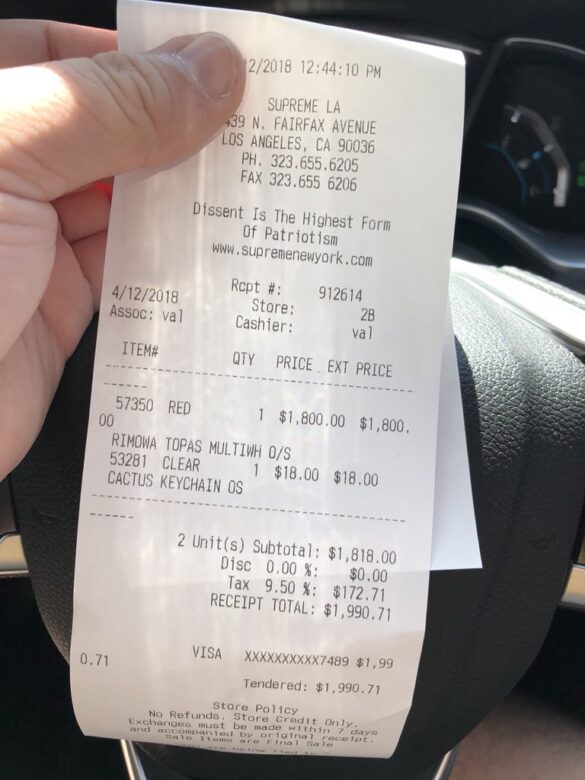 12/2018 12:44:10 PM
SUPREME LA
39 N. FAIRFAX AVENUE
LOS ANGELES, CA 90036
PH. 323.655.6205
FAX 323.655 6206
Dissent Is The Highest Form
Of Patriotism
www.supremenewyork.com
Rcpt #: 912614
4/12/2018 Store: 2B
Assoc: val Cashier: val
ITEM# QTY PRICE EXT PRICE
--------------------------------
------
57350 RED 1 $1,800.00 $1,800.
00
RIMOWA TOPAS MULTIWH O/S
53281 CLEAR 1 $18.00 $18.00
CACTUS KEYCHAIN OS
--------------------------------
------
2 Unit(s) Subtotal: $1,818.00
Disc 0.00 %: $0.00
Tax 9.50 %: $172.71
RECEIPT TOTAL: $1,990.71
VISA XXXXXXXXXX7489 $1,99
0.71
Tendered: $1,990.71
Store Policy
No Refunds. Store Credit Only.
Exchanges must be made within 7 days
and accompanied by original receipt.
Sale Items are Final Sale